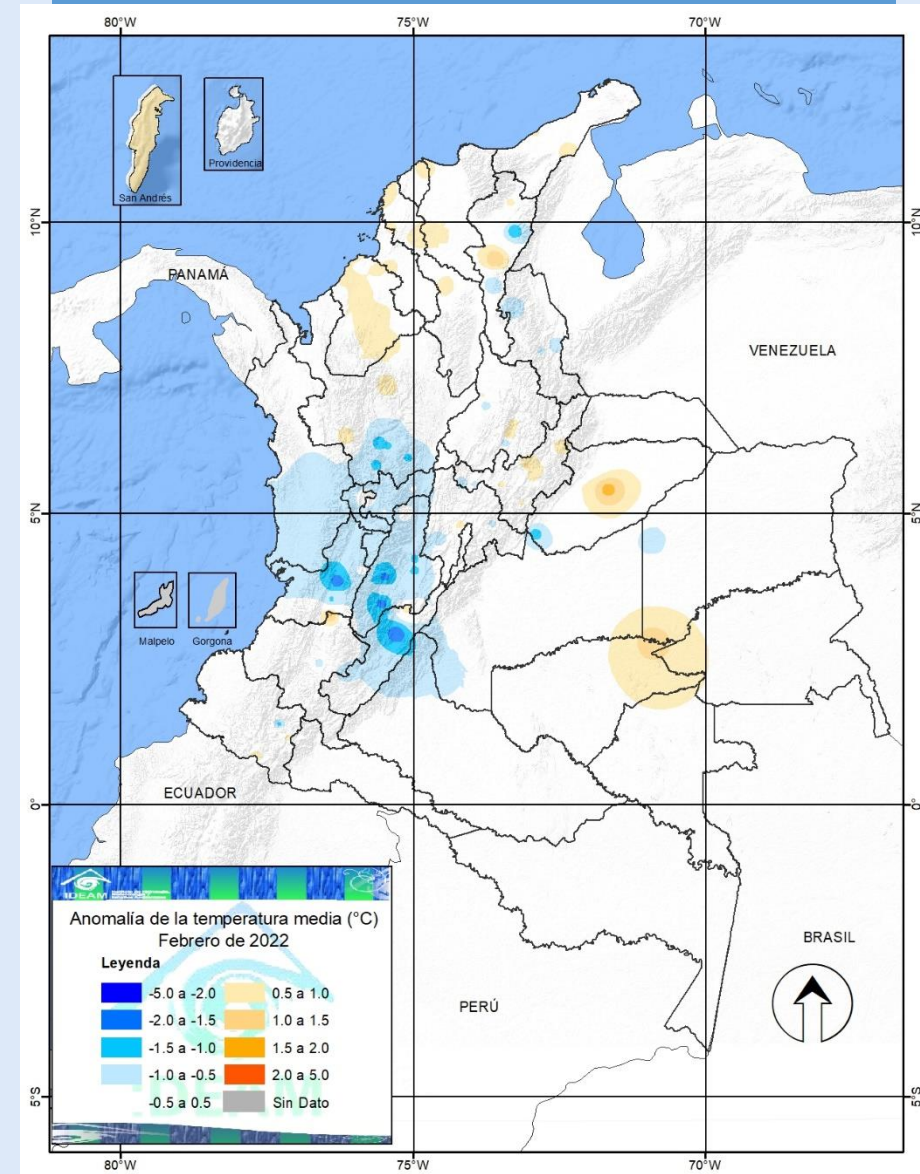 80°W 75°W 70°W
San Andrés
Providencia
10°N 10°N
PANAMÁ
VENEZUELA
5°N 5°N
Malpelo Gorgona
ECUADOR
0° 0°
IDEAM
Anomalía de la temperatura media (°C)
Febrero de 2022
Leyenda
-5.0 a -2.0 0.5 a 1.0
-2.0 a -1.5 1.0 a 1.5
-1.5 a -1.0 1.5 a 2.0
-1.0 a -0.5 2.0 a 5.0
-0.5 a 0.5 Sin Dato
IDEAM
BRASIL
PERÚ
5°S 5°S
80°W 75°W 70°W